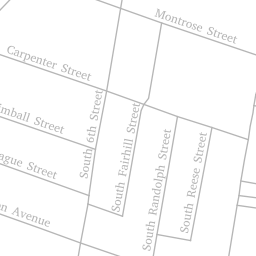 Montrose Street
Carpenter Street
South 6th Street
South Fairhill Street
imball Street
South Randolph Street
South Reese Street
ague Street
on Avenue